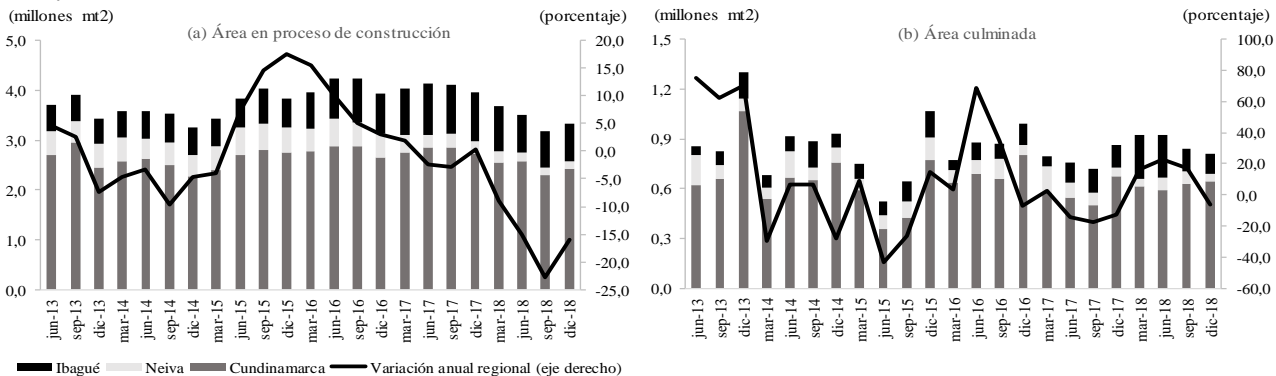 (millones mt2)
(porcentaje)
(a) Área en proceso de construcción
5,0
4,0
3,0
2,0
1,0
0,0
20,0
15,0
10,0
5,0
0,0
-5,0
-10,0
-15,0
-20,0
-25,0
jun-13
sep-13
dic-13
mar-14
jun-14
sep-14
dic-14
mar-15
jun-15
sep-15
dic-15
mar-16
jun-16
sep-16
dic-16
mar-17
jun-17
sep-17
dic-17
mar-18
jun-18
sep-18
dic-18
(millones mt2)
(porcentaje)
(b) Área culminada
1,5
1,2
0,9
0,6
0,3
0,0
100,0
80,0
60,0
40,0
20,0
0,0
-20,0
-40,0
-60,0
jun-13
sep-13
dic-13
mar-14
jun-14
sep-14
dic-14
mar-15
jun-15
sep-15
dic-15
mar-16
jun-16
sep-16
dic-16
mar-17
jun-17
sep-17
dic-17
mar-18
jun-18
sep-18
dic-18
Ibagué
Neiva
Cundinamarca
Variación anual regional (eje derecho)